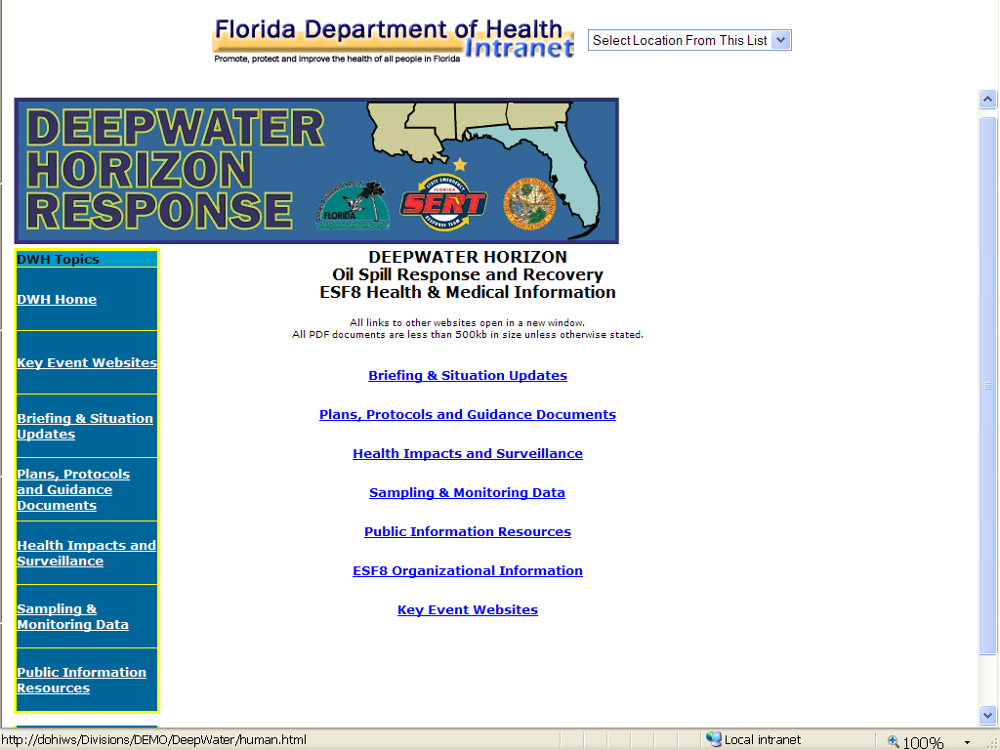 Florida Department of Health
Intranet
Promote, protect and improve the health of all people in Florida
Select Location From This List
DEEPWATER
HORIZON
RESPONSE
FLORIDA
STATE EMERGENCY
FLORIDA
SERT
RESPONSE TEAM
DWH Topics
DWH Home
Key Event Websites
Briefing & Situation
Updates
Plans, Protocols
and Guidance
Documents
Health Impacts and
Surveillance
Sampling &
Monitoring Data
Public Information
Resources
DEEPWATER HORIZON
Oil Spill Response and Recovery
ESF8 Health & Medical Information
All links to other websites open in a new window.
All PDF documents are less than 500kb in size unless otherwise stated.
Briefing & Situation Updates
Plans, Protocols and Guidance Documents
Health Impacts and Surveillance
Sampling & Monitoring Data
Public Information Resources
ESF8 Organizational Information
Key Event Websites
http://dohiws/Divisions/DEMO/DeepWater/human.html
Local intranet
100%